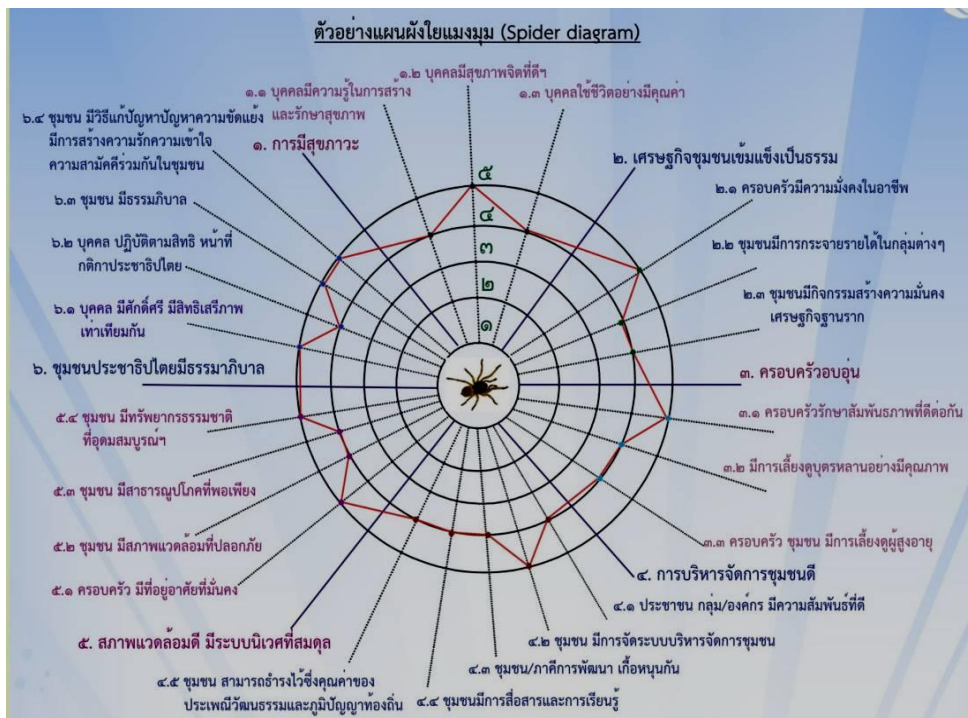 ตัวอย่างแผนผังใยแมงมุม (Spider diagram)
๑.๒ บุคคลมีสุขภาพจิตที่ดีฯ
๑.๑ บุคคลมีความรู้ในการสร้าง
และรักษาสุขภาพ
๑.๓ บุคคลใช้ชีวิตอย่างมีคุณค่า
๑. การมีสุขภาวะ
๖.๔ ชุมชน มีวิธีแก้ปัญหาปัญหาความขัดแย้ง
มีการสร้างความรักความเข้าใจ
ความสามัคคีร่วมกันในชุมชน
๖.๓ ชุมชน มีธรรมภิบาล
๖.๒ บุคคล ปฏิบัติตามสิทธิ หน้าที่
กติกาประชาธิปไตย
๖.๑ บุคคล มีศักดิ์ศรี มีสิทธิเสรีภาพ
เท่าเทียมกัน
๖. ชุมชนประชาธิปไตยมีธรรมาภิบาล
๕
๔
๓
๒
๑
๒. เศรษฐกิจชุมชนเข้มแข็งเป็นธรรม
๒.๑ ครอบครัวมีความมั่งคงในอาชีพ
๒.๒ ชุมชนมีการกระจายรายได้ในกลุ่มต่างๆ
๒.๓ ชุมชนมีกิจกรรมสร้างความมั่นคง
เศรษฐกิจฐานราก
๓. ครอบครัวอบอุ่น
๓.๑ ครอบครัวรักษาสัมพันธภาพที่ดีต่อกัน
๓.๒ มีการเลี้ยงดูบุตรหลานอย่างมีคุณภาพ
๓.๓ ครอบครัว ชุมชน มีการเลี้ยงดูผู้สูงอายุ
๔. การบริหารจัดการชุมชนดี
๔.๑ ประชาชน กลุ่ม/องค์กร มีความสัมพันธ์ที่ดี
๔.๒ ชุมชน มีการจัดระบบบริหารจัดการชุมชน
๔.๓ ชุมชน/ภาคีการพัฒนา เกื้อหนุนกัน
๔.๔ ชุมชนมีการสื่อสารและการเรียนรู้
๔.๕ ชุมชน สามารถธำรงไว้ซึ่งคุณค่าของ
ประเพณีวัฒนธรรมและภูมิปัญญาท้องถิ่น
๕.๔ ชุมชน มีทรัพยากรธรรมชาติ
ที่อุดมสมบูรณ์ฯ
๕.๓ ชุมชน มีสาธารณูปโภคที่พอเพียง
๕.๒ ชุมชน มีสภาพแวดล้อมที่ปลอกภัย
๕.๑ ครอบครัว มีที่อยู่อาศัยที่มั่นคง
๕. สภาพแวดล้อมดี มีระบบนิเวศที่สมดุล